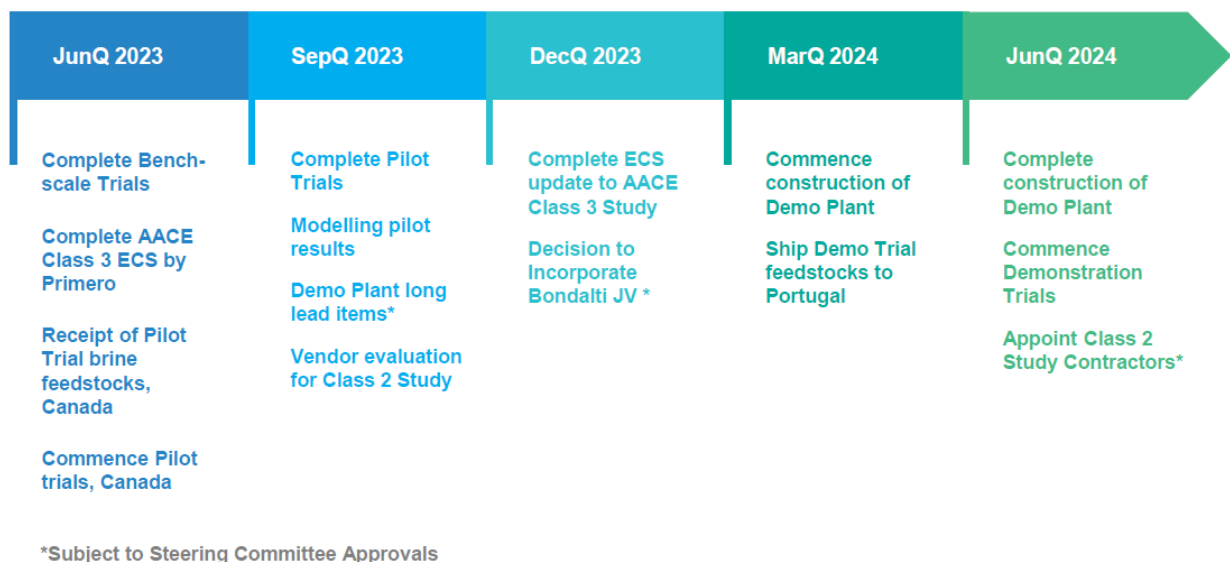 JunQ 2023
SepQ 2023
DecQ 2023
MarQ 2024
JunQ 2024
Complete Bench-
scale Trials
Complete AACE
Class 3 ECS by
Primero
Receipt of Pilot
Trial brine
feedstocks,
Canada
Commence Pilot
trials, Canada
Complete Pilot
Trials
Modelling pilot
results
Demo Plant long
lead items*
Vendor evaluation
for Class 2 Study
Complete ECS
update to AACE
Class 3 Study
Decision to
Incorporate
Bondalti JV *
Commence
construction of
Demo Plant
Ship Demo Trial
feedstocks to
Portugal
Complete
construction of
Demo Plant
Commence
Demonstration
Trials
Appoint Class 2
Study Contractors*
*Subject to Steering Committee Approvals